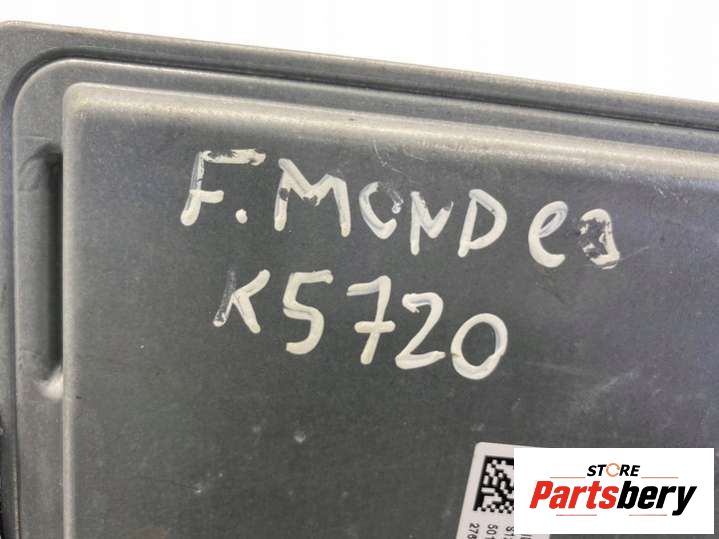 F. MONDEO
K5720
STORE
Partsbery